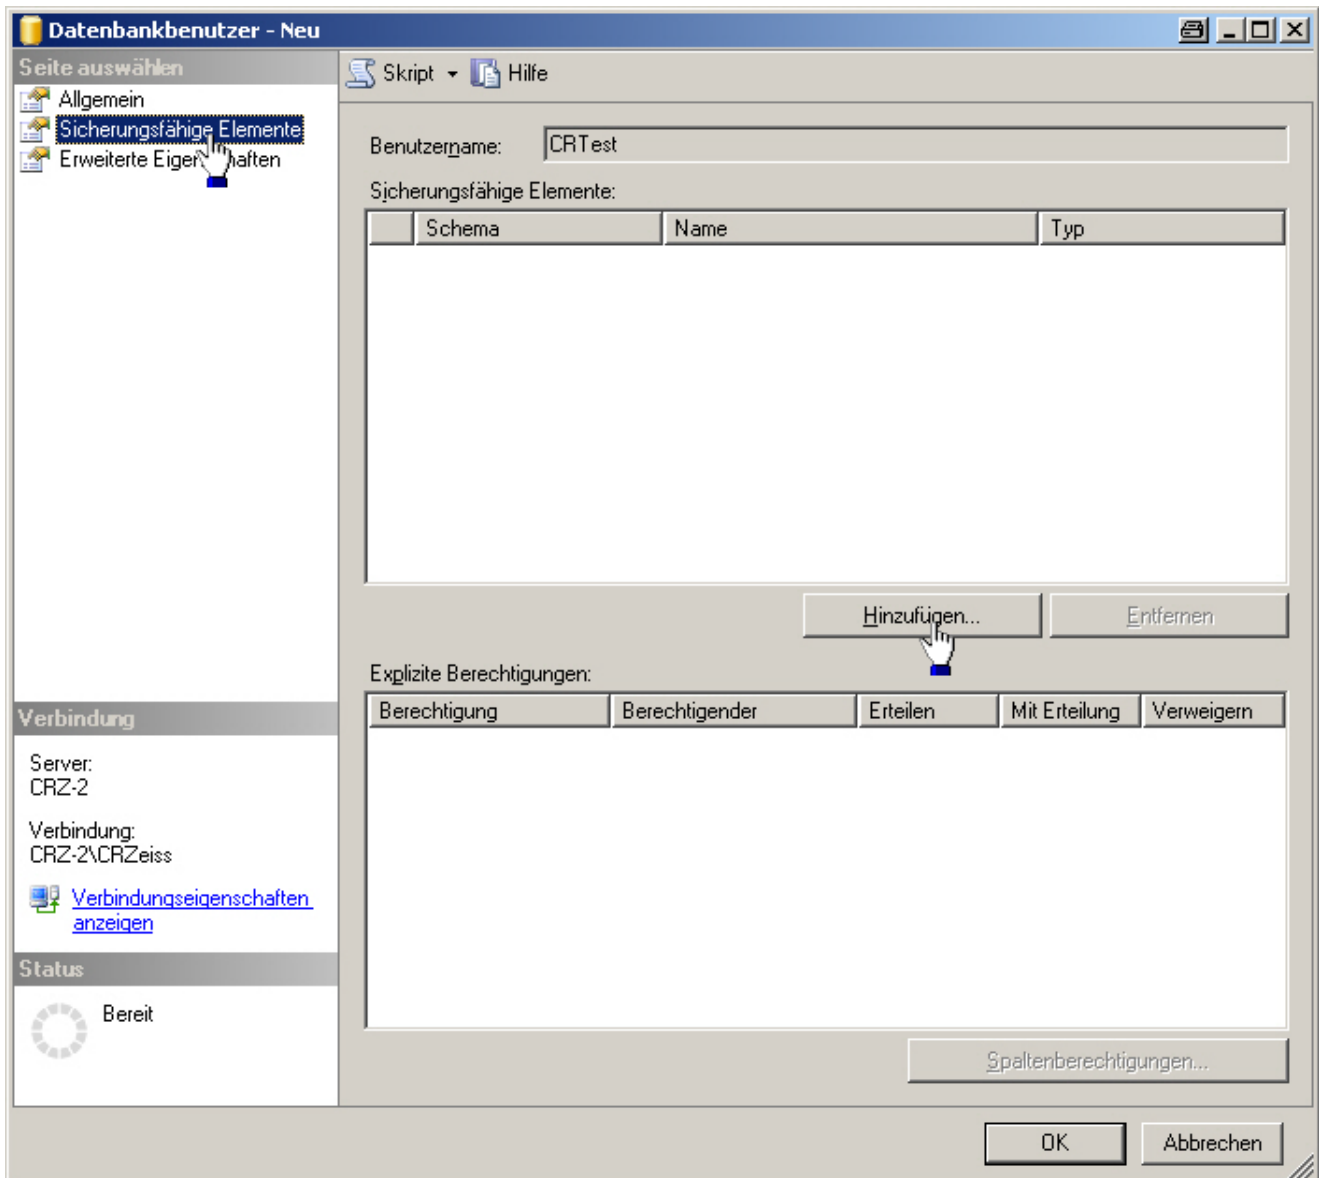 Datenbankbenutzer - Neu
Seite auswählen
Allgemein
Sicherungsfähige Elemente
Erweiterte Eigen haften
Skript
Hilfe
Benutzername:
CRTest
Sicherungsfähige Elemente:
Schema
Name
Typ
Hinzufügen...
Entfernen
Explizite Berechtigungen:
Berechtigung
Berechtigender
Erteilen
Mit Erteilung
Verweigern
Spaltenberechtigungen...
Verbindung
Server:
CRZ-2
Verbindung:
CRZ-2\CRZeiss
Verbindungseigenschaften
anzeigen
Status
Bereit
OK
Abbrechen